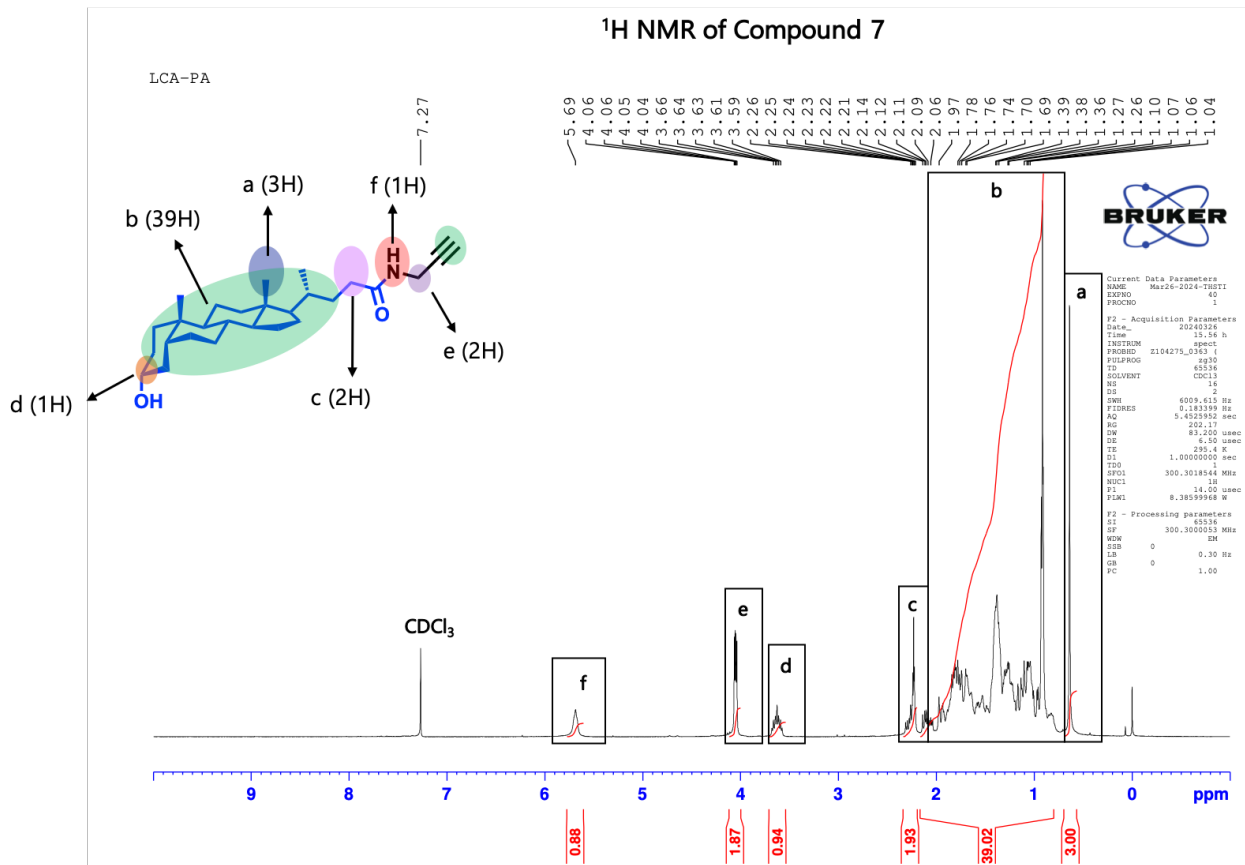 ¹H NMR of Compound 7
LCA-PA
7.27
5.69
4.06
4.06
4.05
4.04
3.66
3.64
3.63
3.61
3.59
2.26
2.25
2.24
2.23
2.22
2.21
2.14
2.12
2.11
2.09
2.06
1.97
1.78
1.76
1.74
1.70
1.69
1.39
1.38
1.36
1.27
1.26
1.10
1.07
1.06
1.04
a (3H)
f (1H)
b (39H)
H
N
O
e (2H)
c (2H)
d (1H)
OH
b
a
BRUKER
Current Data Parameters
NAME Mar26-2024-THSTI
EXPNO 40
PROCNO 1
F2 - Acquisition Parameters
Date_ 20240326
Time 15.56 h
INSTRUM spect
PROBHD Z104275_0363 (
PULPROG zg30
TD 65536
SOLVENT CDCl3
NS 16
DS 2
SWH 6009.615 Hz
FIDRES 0.183399 Hz
AQ 5.4525952 sec
RG 202.17
DW 83.200 usec
DE 6.50 usec
TE 295.4 K
D1 1.00000000 sec
TD0 1
SFO1 300.3018544 MHz
NUC1 1H
P1 14.00 usec
PLW1 8.38599968 W
F2 - Processing parameters
SI 65536
SF 300.3000053 MHz
WDW EM
SSB 0
LB 0.30 Hz
GB 0
PC 1.00
CDCl₃
f
e
d
c
9 8 7 6 5 4 3 2 1 0 ppm
0.88
1.87
0.94
1.93
39.02
3.00